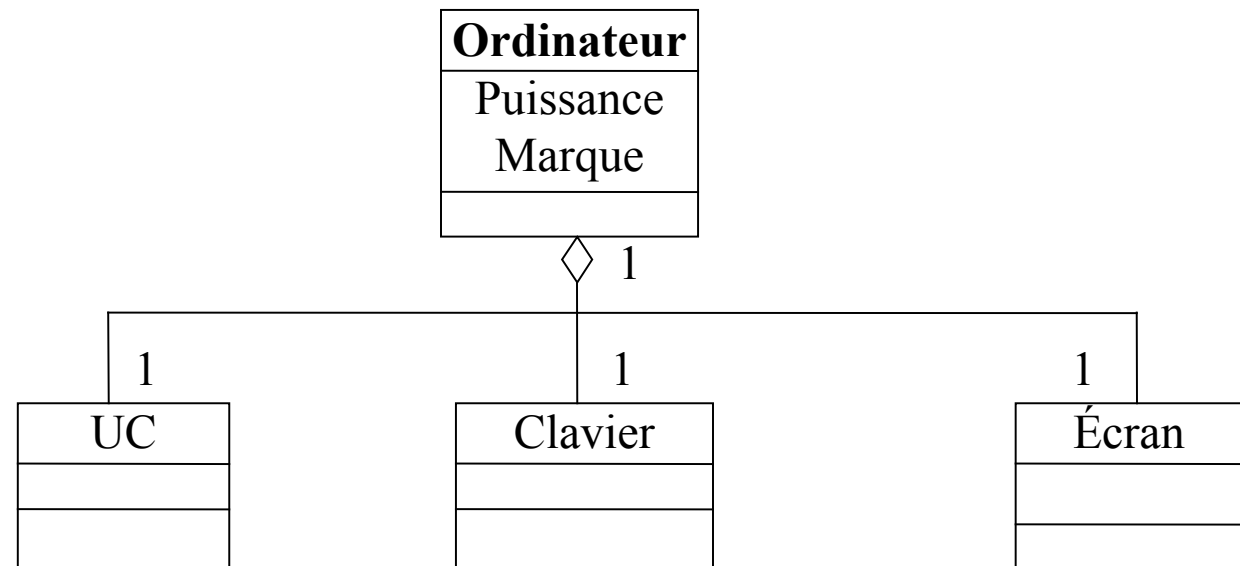 Ordinateur
Puissance
Marque
1
1
1
1
UC
Clavier
Écran